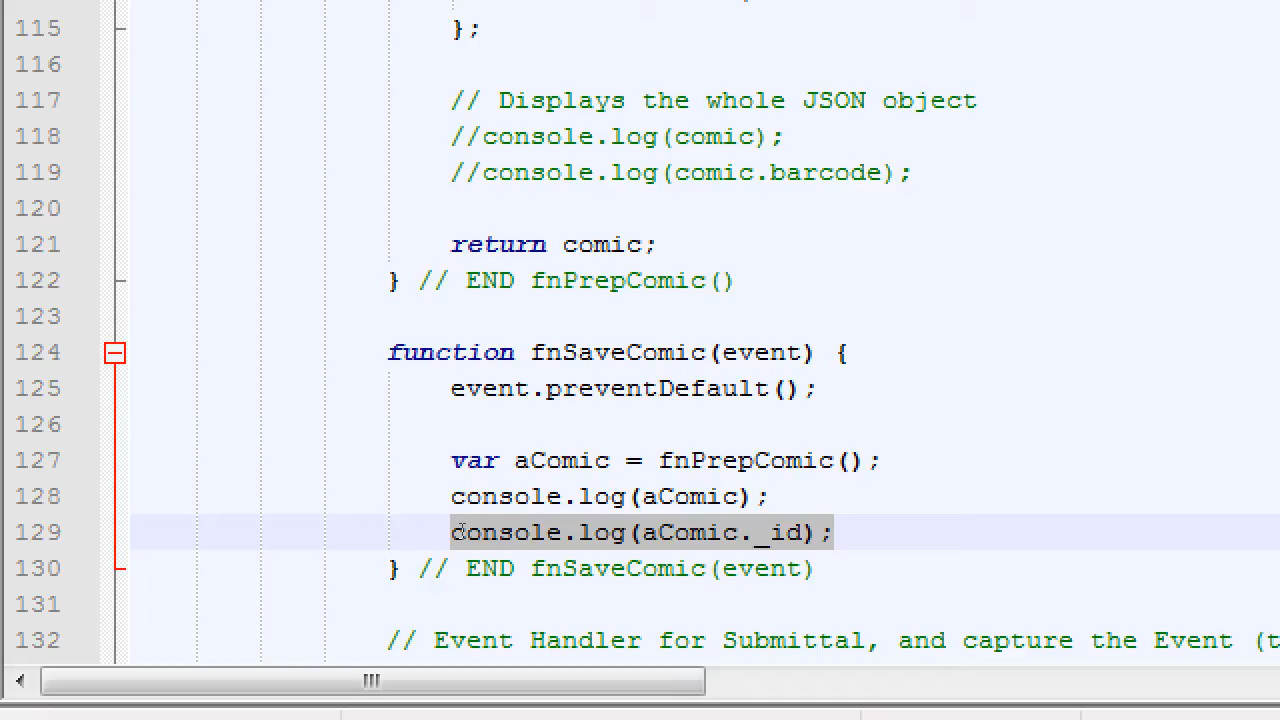 115 };
116
117 // Displays the whole JSON object
118 //console.log(comic);
119 //console.log(comic.barcode);
120
121 return comic;
122 } // END fnPrepComic()
123
124 function fnSaveComic(event) {
125 event.preventDefault();
126
127 var aComic = fnPrepComic();
128 console.log(aComic);
129 console.log(aComic._id);
130 } // END fnSaveComic(event)
131
132 // Event Handler for Submittal, and capture the Event (t